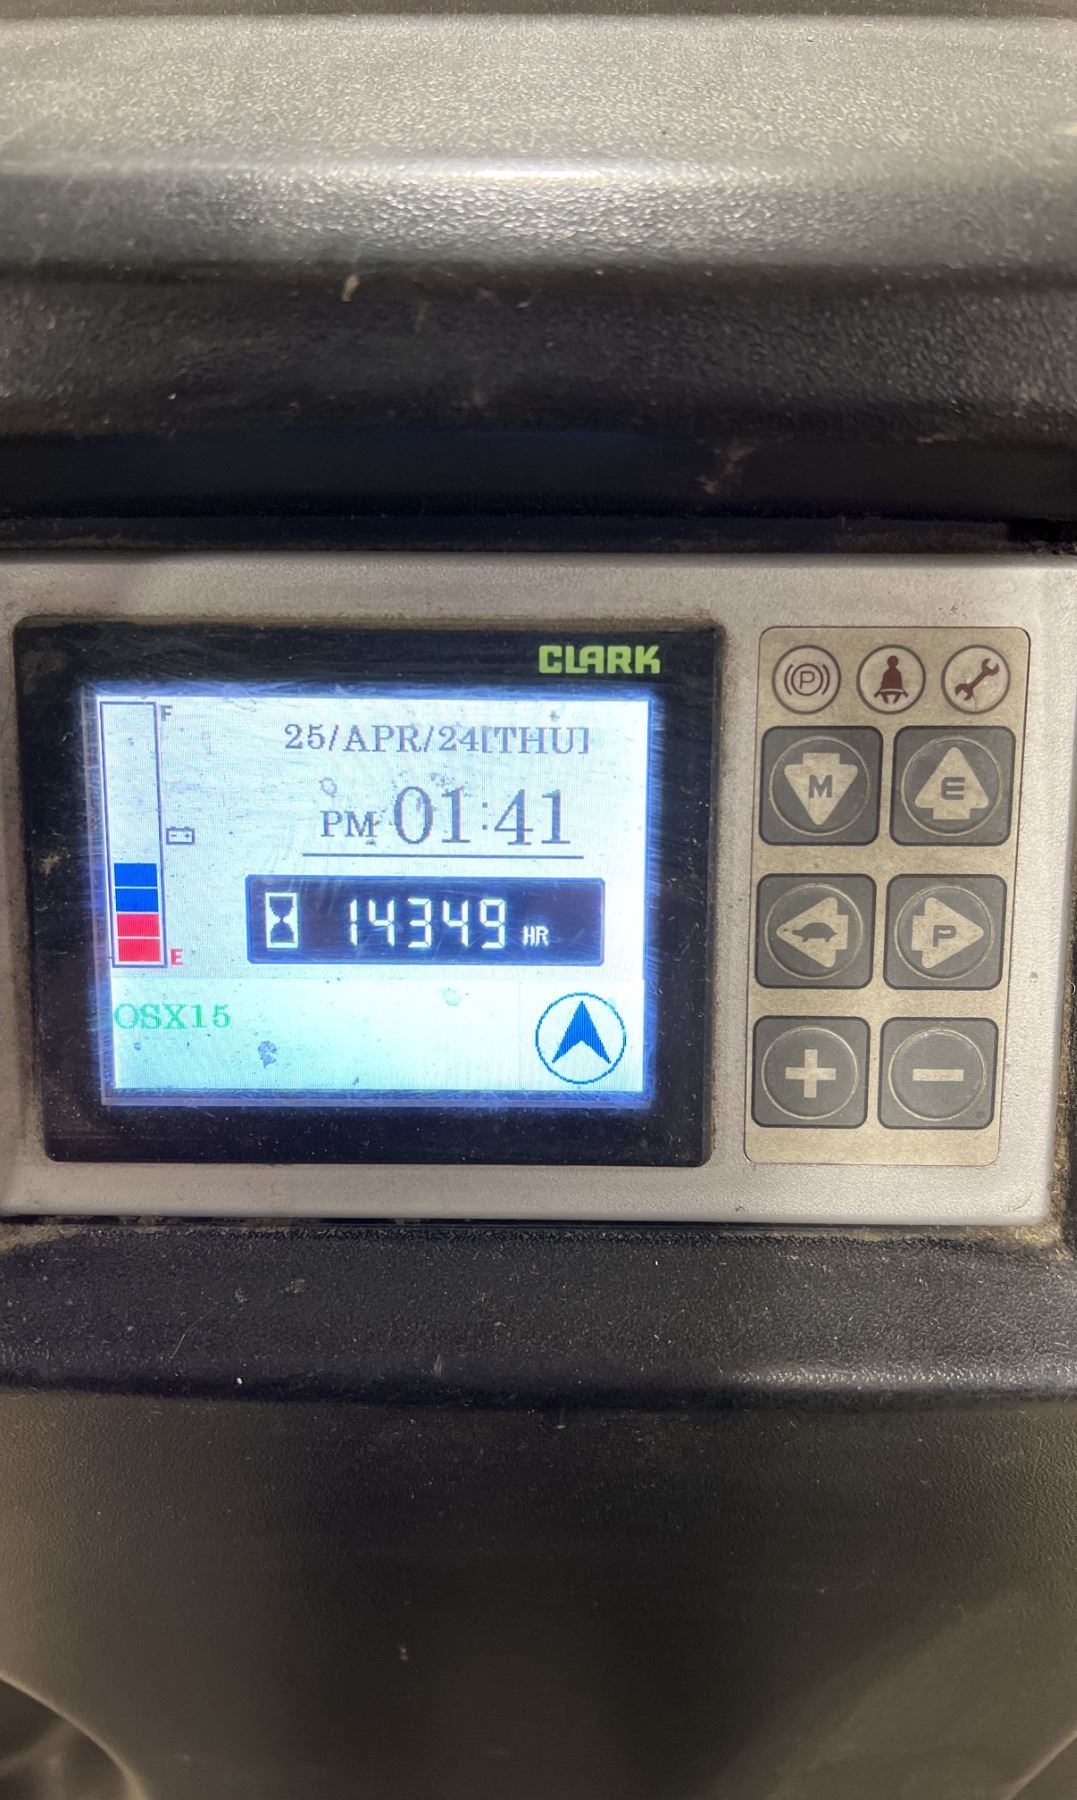 CLARK
F
25/APR/24[THU]
PM 01:41
14349 HR
E
OSX15
P
M
E
P
+
−